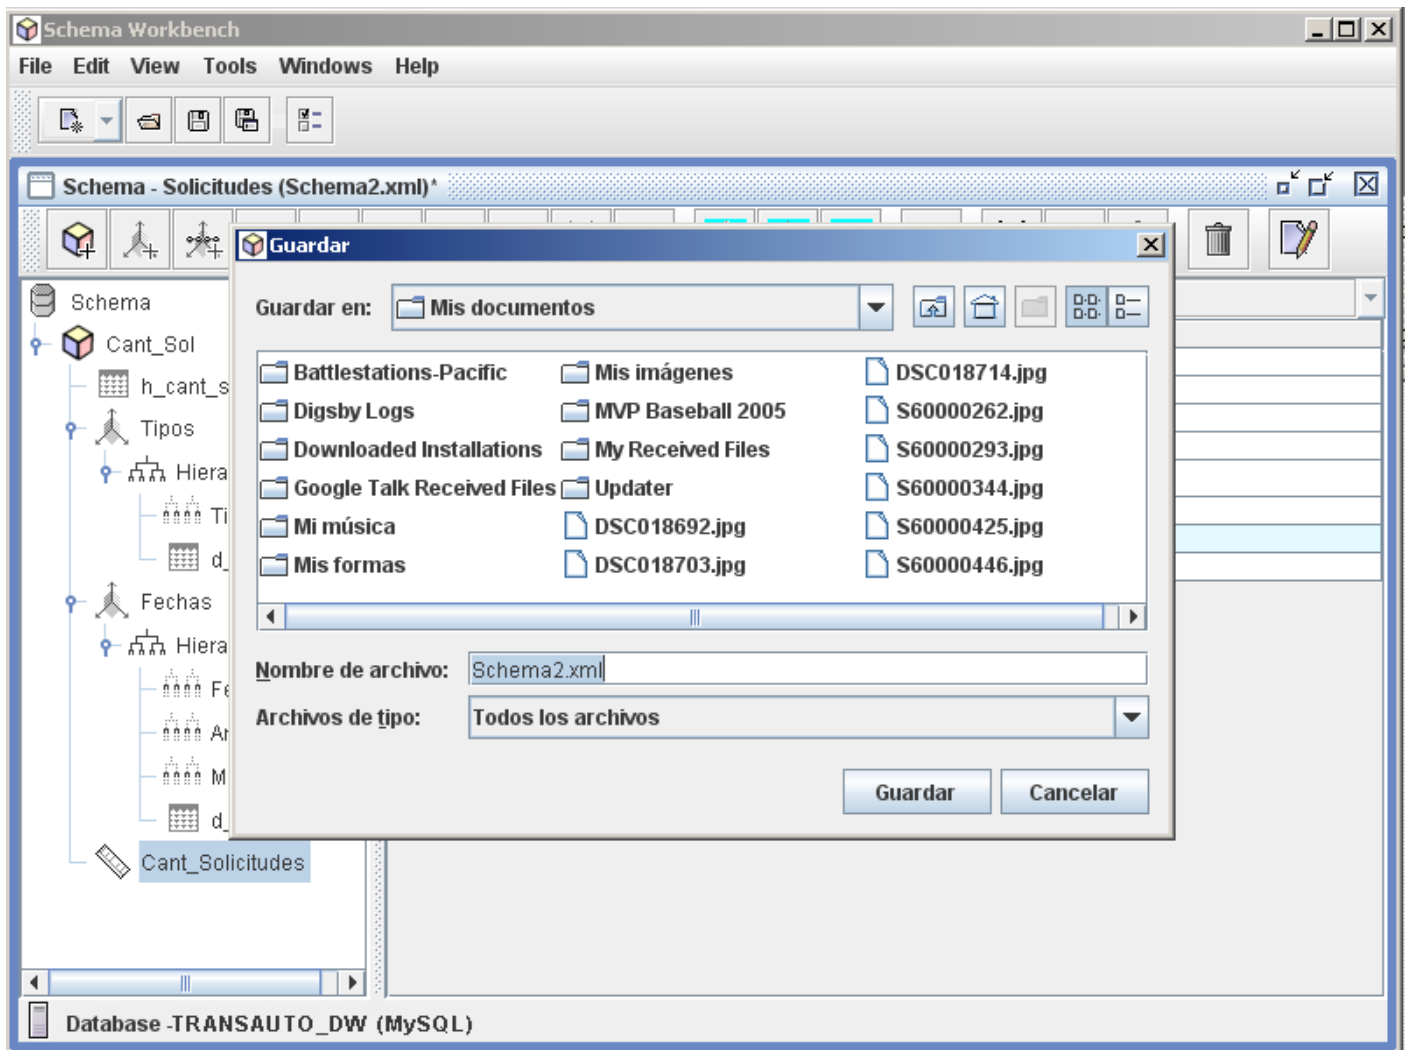 Schema Workbench
File Edit View Tools Windows Help
Schema - Solicitudes (Schema2.xml)*
Guardar
Guardar en: Mis documentos
Battlestations-Pacific
Digsby Logs
Downloaded Installations
Google Talk Received Files
Mi música
Mis formas
Mis imágenes
MVP Baseball 2005
My Received Files
Updater
DSC018692.jpg
DSC018703.jpg
DSC018714.jpg
S60000262.jpg
S60000293.jpg
S60000344.jpg
S60000425.jpg
S60000446.jpg
Nombre de archivo: Schema2.xml
Archivos de tipo: Todos los archivos
Guardar Cancelar
Schema
Cant_Sol
h_cant_s
Tipos
Hiera
Ti
d_
Fechas
Hiera
Fe
M
d_
Cant_Solicitudes
Database -TRANSAUTO_DW (MySQL)